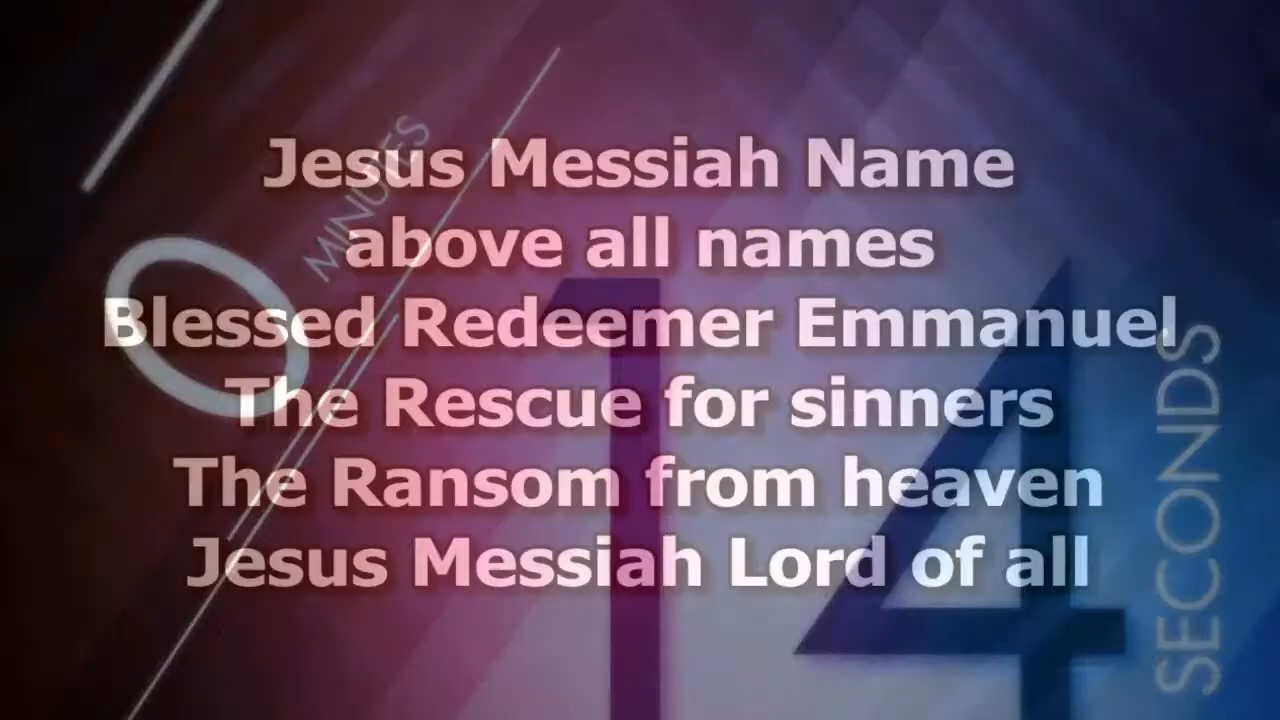 Jesus Messiah Name
above all names
Blessed Redeemer Emmanuel
The Rescue for sinners
The Ransom from heaven
Jesus Messiah Lord of all
0
MINUTES
14
SECONDS